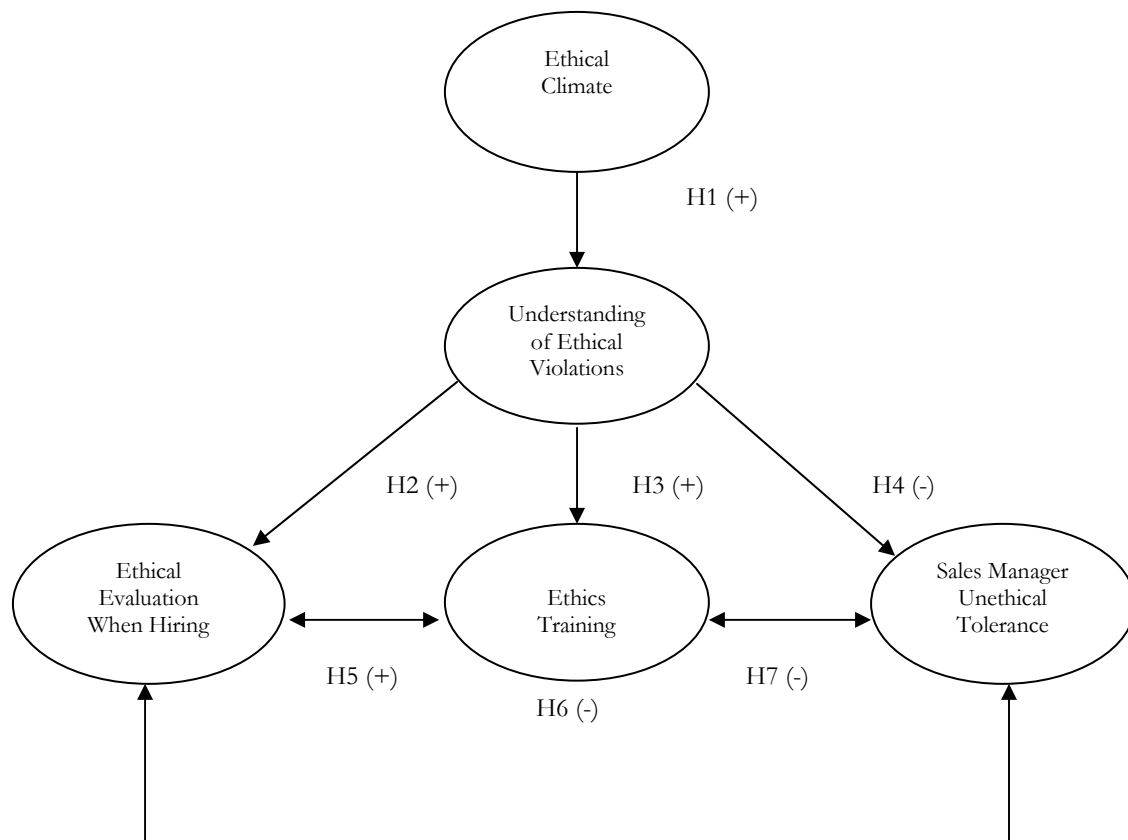 Ethical
Climate
H1 (+)
Understanding
of Ethical
Violations
H2 (+)
H3 (+)
H4 (-)
Ethical
Evaluation
When Hiring
Ethics
Training
Sales Manager
Unethical
Tolerance
H5 (+)
H6 (-)
H7 (-)